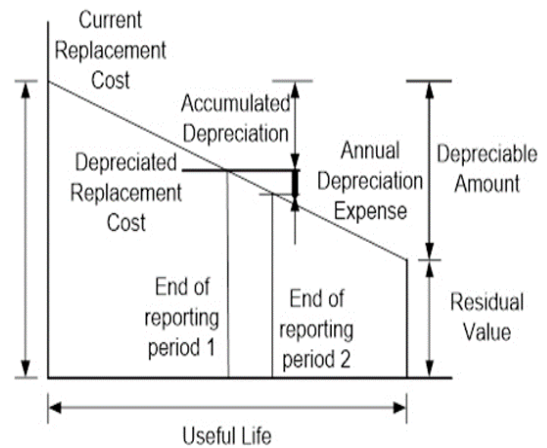 Current
Replacement
Cost
Accumulated
Depreciation
Annual
Depreciation
Expense
Depreciable
Amount
Depreciated
Replacement
Cost
End of
reporting
period 1
End of
reporting
period 2
Residual
Value
Useful Life